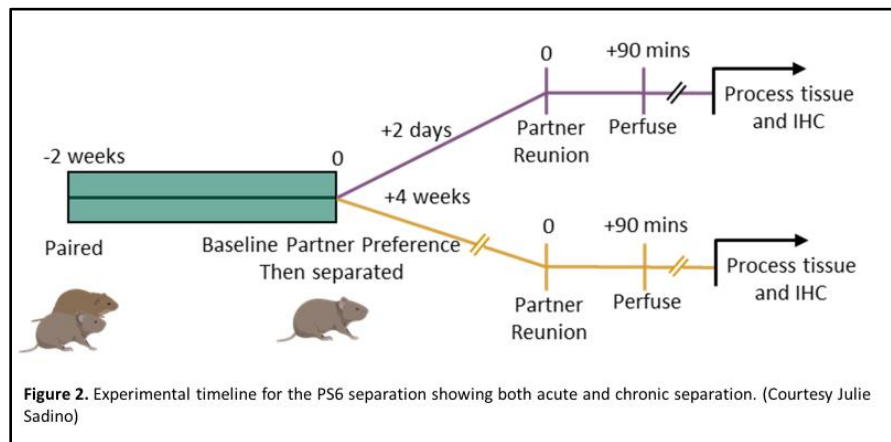 0
+90 mins
+2 days
Partner
Reunion
Perfuse
Process tissue
and IHC
-2 weeks
0
+4 weeks
Paired
Baseline Partner Preference
Then separated
0
+90 mins
Partner
Reunion
Perfuse
Process tissue
and IHC
Figure 2. Experimental timeline for the PS6 separation showing both acute and chronic separation. (Courtesy Julie
Sadino)